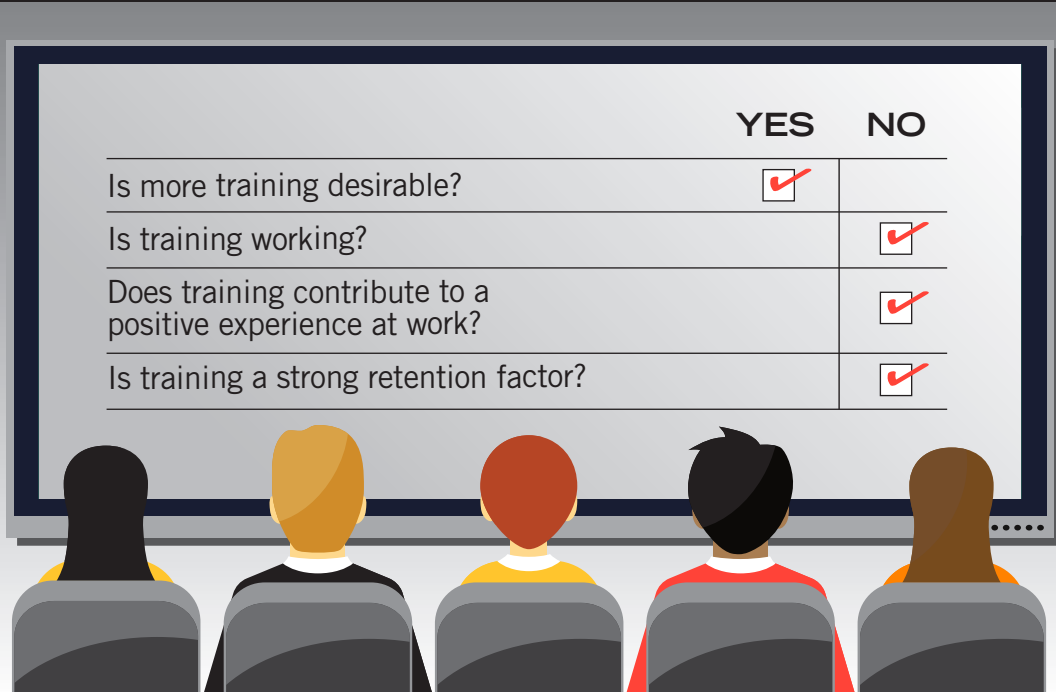 YES NO
Is more training desirable?
Is training working?
Does training contribute to a
positive experience at work?
Is training a strong retention factor?